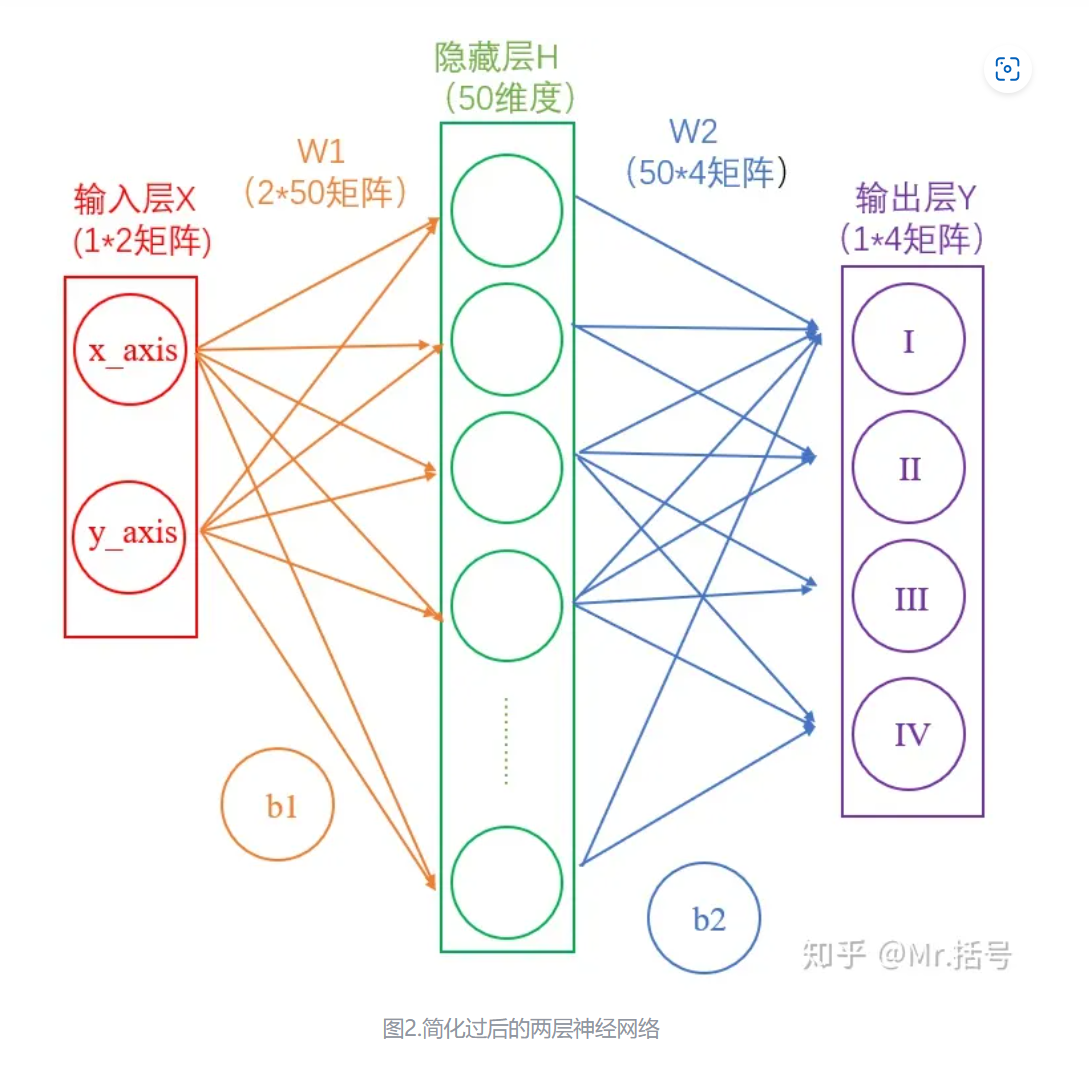 隐藏层H
（50维度）
W1
（2*50矩阵）
W2
（50*4矩阵）
输入层X
(1*2矩阵)
输出层Y
（1*4矩阵）
x_axis
y_axis
I
II
III
IV
b1
b2
知乎 @Mr.括号
图2.简化过后的两层神经网络